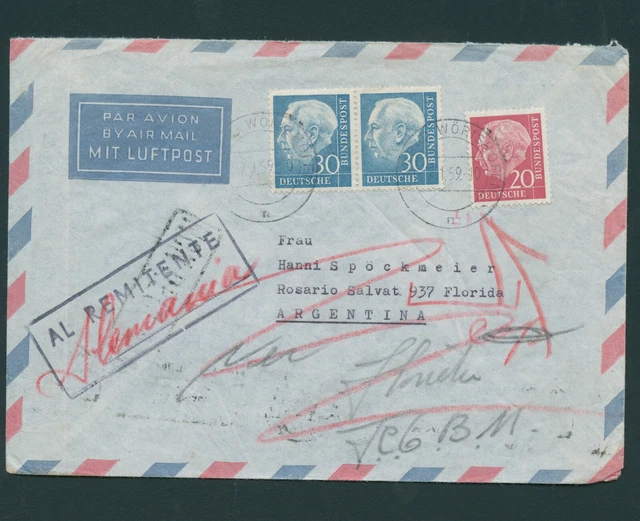 PAR AVION
BY AIR MAIL
MIT LUFTPOST
30
DEUTSCHE
BUNDESPOST
30
DEUTSCHE
BUNDESPOST
20
DEUTSCHE
BUNDESPOST
AL REMITENTE
Alemania
Frau
Hanni Spöckmeier
Rosario Salvat 937 Florida
ARGENTINA